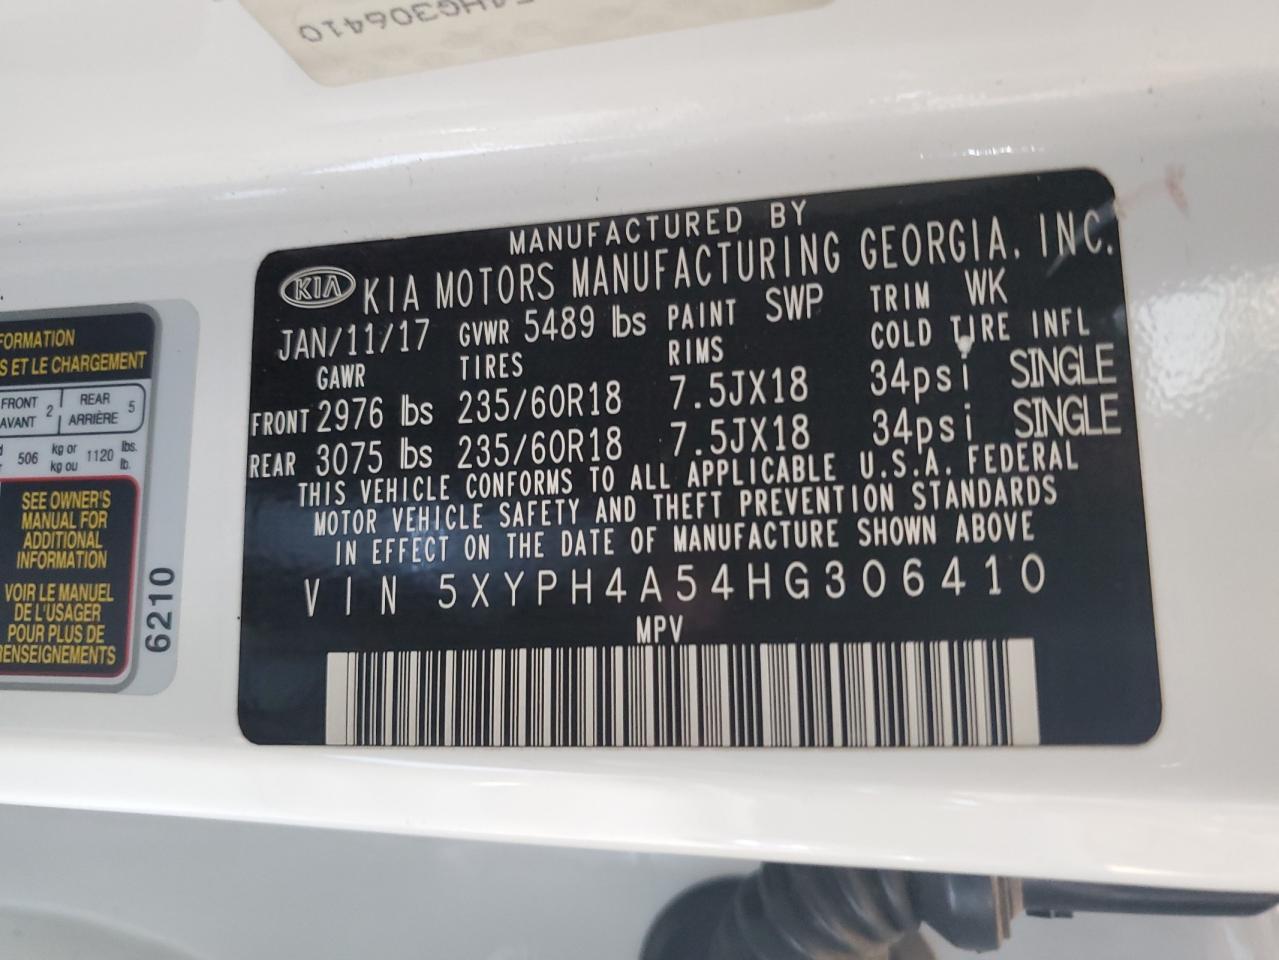 54HG306410
MANUFACTURED BY
KIA KIA MOTORS MANUFACTURING GEORGIA, INC.
JAN/11/17 GVWR 5489 lbs PAINT SWP TRIM WK
GAWR TIRES RIMS COLD TIRE INFL
FRONT 2976 lbs 235/60R18 7.5JX18 34psi SINGLE
REAR 3075 lbs 235/60R18 7.5JX18 34psi SINGLE
THIS VEHICLE CONFORMS TO ALL APPLICABLE U.S.A. FEDERAL
MOTOR VEHICLE SAFETY AND THEFT PREVENTION STANDARDS
IN EFFECT ON THE DATE OF MANUFACTURE SHOWN ABOVE
VIN 5XYPH4A54HG306410
MPV
FORMATION
S ET LE CHARGEMENT
FRONT 2 REAR 5
AVANT ARRIÈRE
506 kg or 1120 lbs.
kg ou lb.
SEE OWNER'S
MANUAL FOR
ADDITIONAL
INFORMATION
VOIR LE MANUEL
DE L'USAGER
POUR PLUS DE
RENSEIGNEMENTS
6210